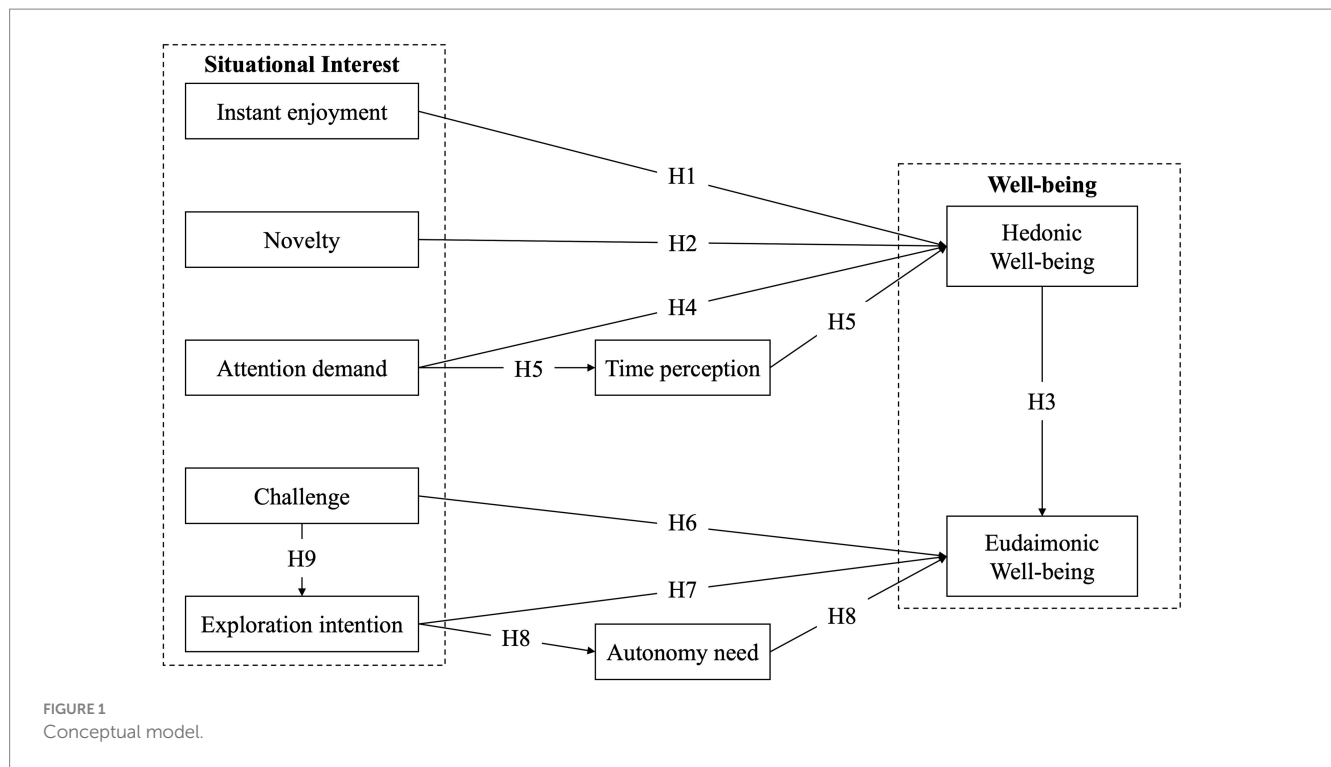 Situational Interest
Instant enjoyment
H1
Well-being
Novelty
H2
Hedonic
Well-being
H4
H5
Attention demand
H5
Time perception
H3
Challenge
H6
Eudaimonic
Well-being
H9
H7
Exploration intention
H8
Autonomy need
H8
FIGURE 1
Conceptual model.